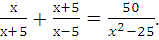 x/(x+5) + (x+5)/(x-5) = 50/(x²-25).